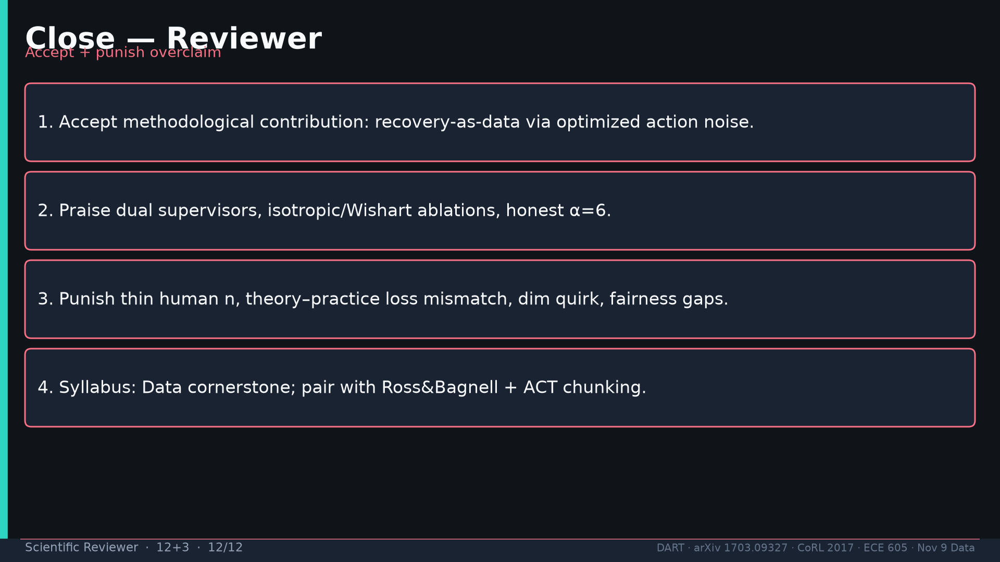 Close — Reviewer
Accept + punish overclaim
1. Accept methodological contribution: recovery-as-data via optimized action noise.
2. Praise dual supervisors, isotropic/Wishart ablations, honest α=6.
3. Punish thin human n, theory–practice loss mismatch, dim quirk, fairness gaps.
4. Syllabus: Data cornerstone; pair with Ross&Bagnell + ACT chunking.
Scientific Reviewer · 12+3 · 12/12
DART · arXiv 1703.09327 · CoRL 2017 · ECE 605 · Nov 9 Data